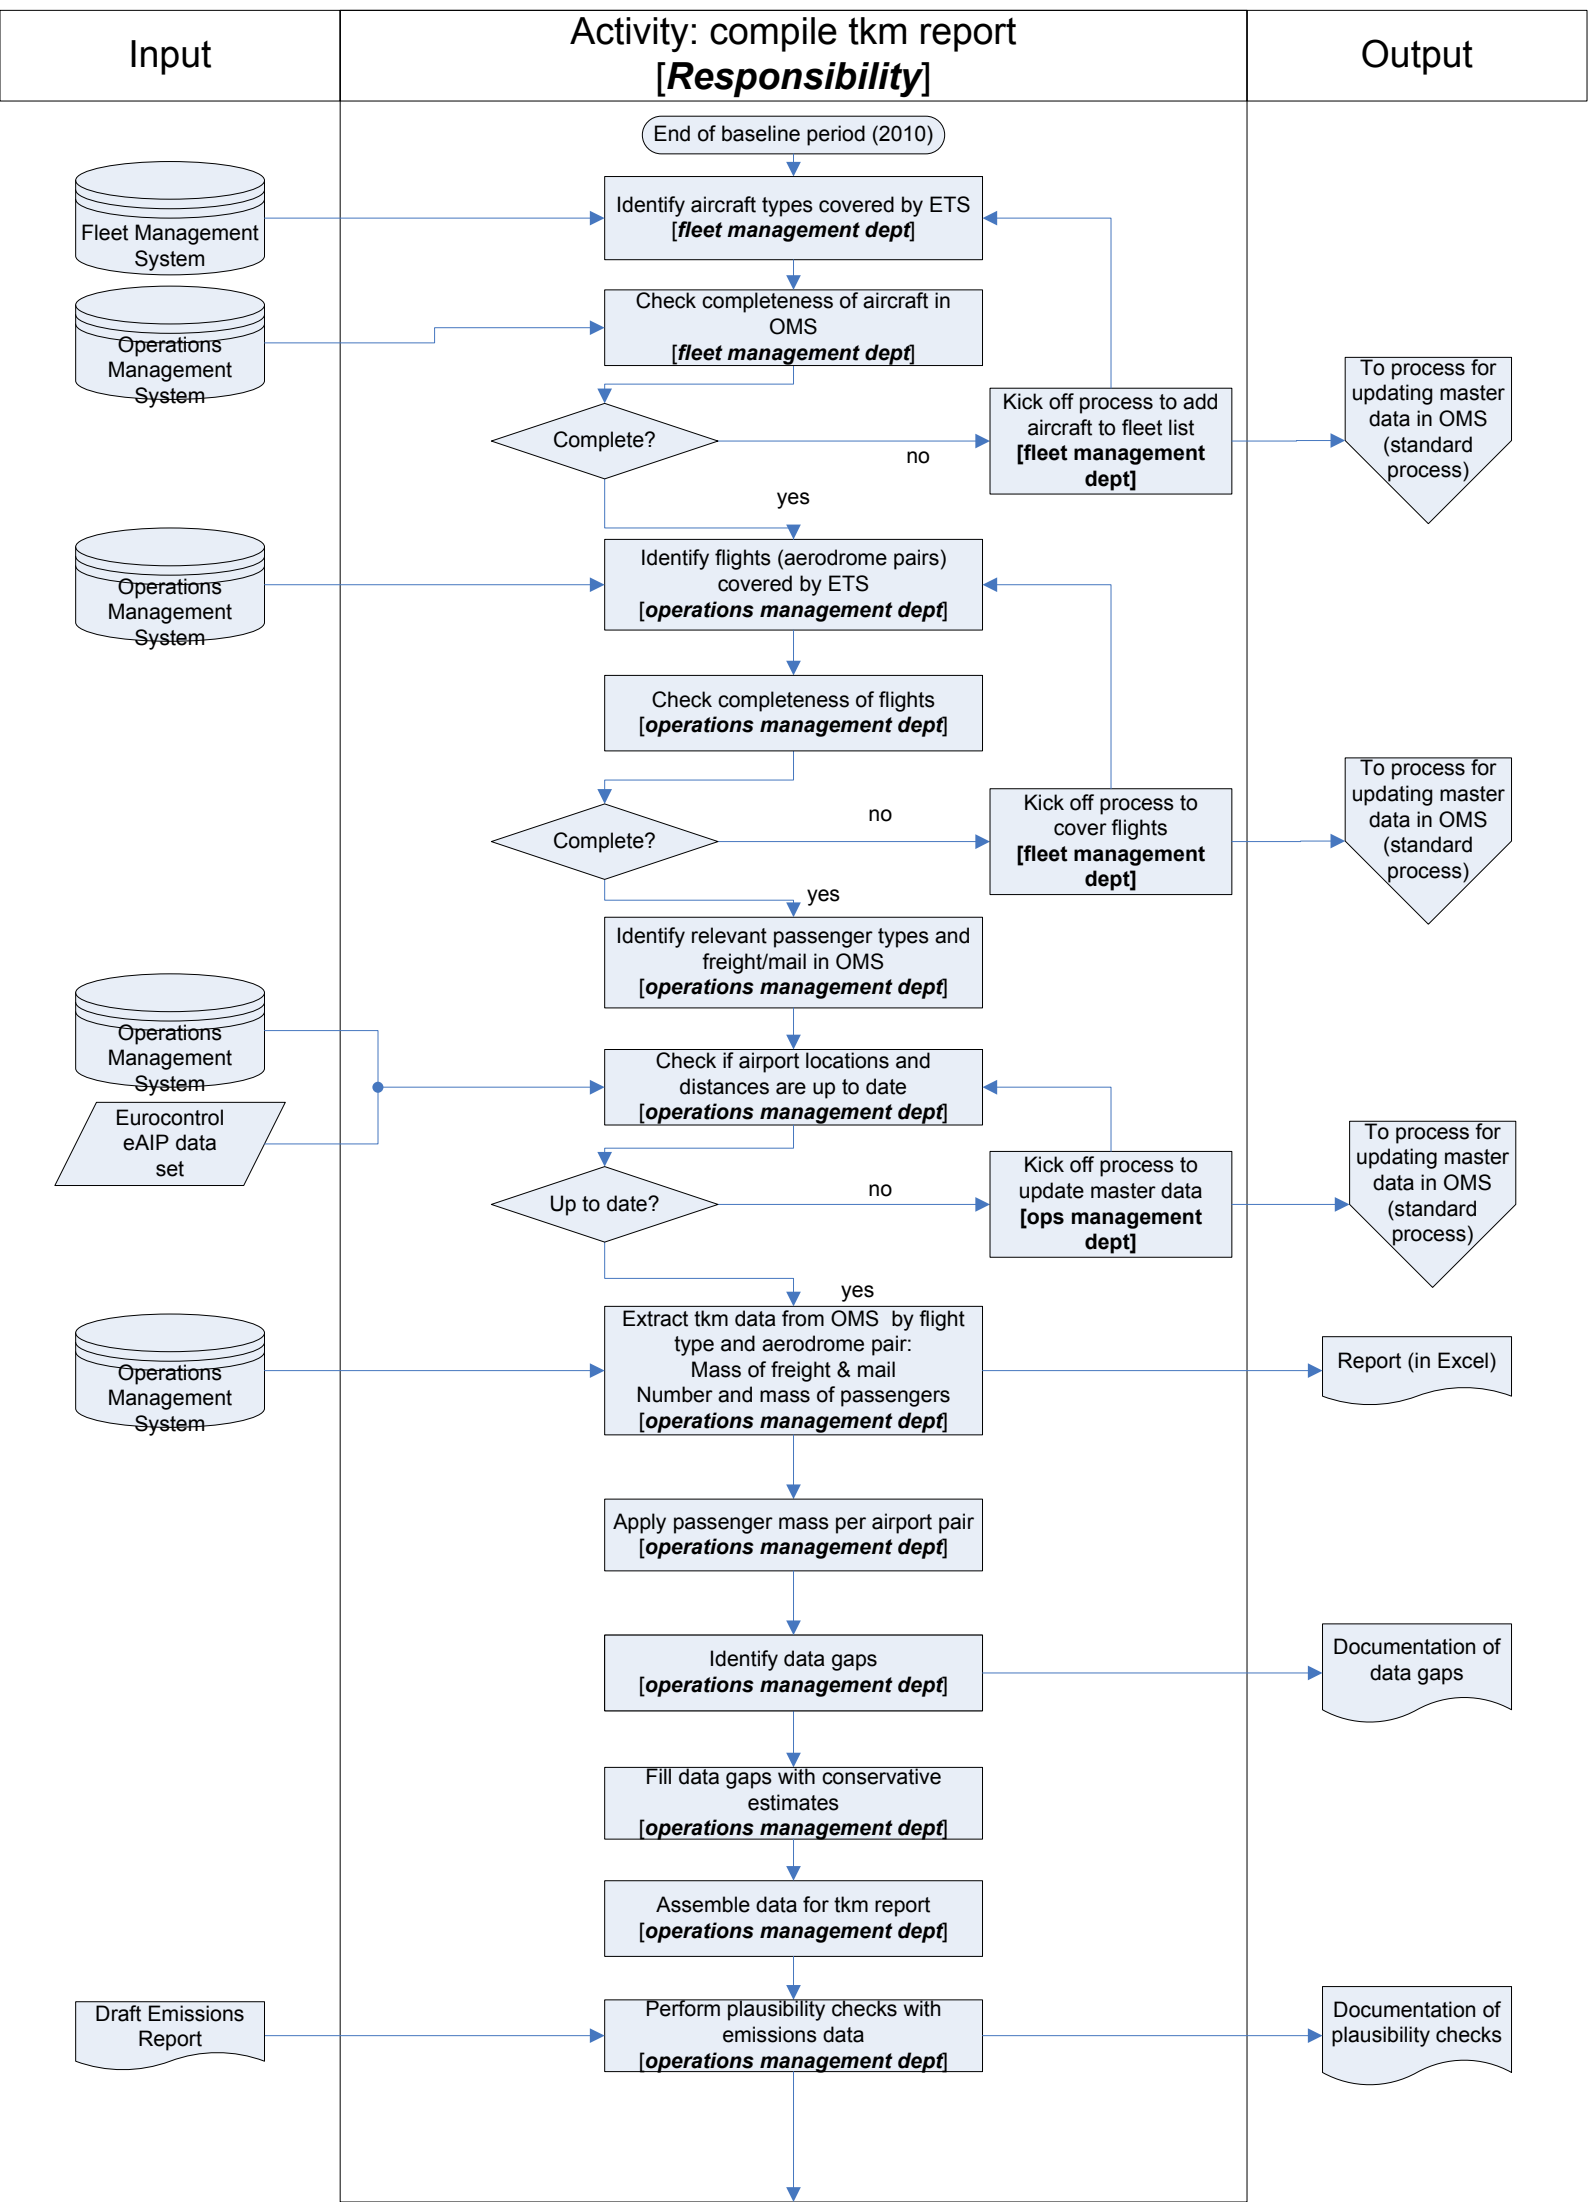 Input
Activity: compile tkm report
[Responsibility]
Output
End of baseline period (2010)
Fleet Management
System
Identify aircraft types covered by ETS
[fleet management dept]
Operations
Management
System
Check completeness of aircraft in
OMS
[fleet management dept]
Complete?
no
yes
Kick off process to add
aircraft to fleet list
[fleet management
dept]
To process for
updating master
data in OMS
(standard
process)
Operations
Management
System
Identify flights (aerodrome pairs)
covered by ETS
[operations management dept]
Check completeness of flights
[operations management dept]
Complete?
no
yes
Kick off process to
cover flights
[fleet management
dept]
To process for
updating master
data in OMS
(standard
process)
Identify relevant passenger types and
freight/mail in OMS
[operations management dept]
Operations
Management
System
Eurocontrol
eAIP data
set
Check if airport locations and
distances are up to date
[operations management dept]
Up to date?
no
yes
Kick off process to
update master data
[ops management
dept]
To process for
updating master
data in OMS
(standard
process)
Operations
Management
System
Extract tkm data from OMS by flight
type and aerodrome pair:
Mass of freight & mail
Number and mass of passengers
[operations management dept]
Report (in Excel)
Apply passenger mass per airport pair
[operations management dept]
Identify data gaps
[operations management dept]
Documentation of
data gaps
Fill data gaps with conservative
estimates
[operations management dept]
Assemble data for tkm report
[operations management dept]
Draft Emissions
Report
Perform plausibility checks with
emissions data
[operations management dept]
Documentation of
plausibility checks